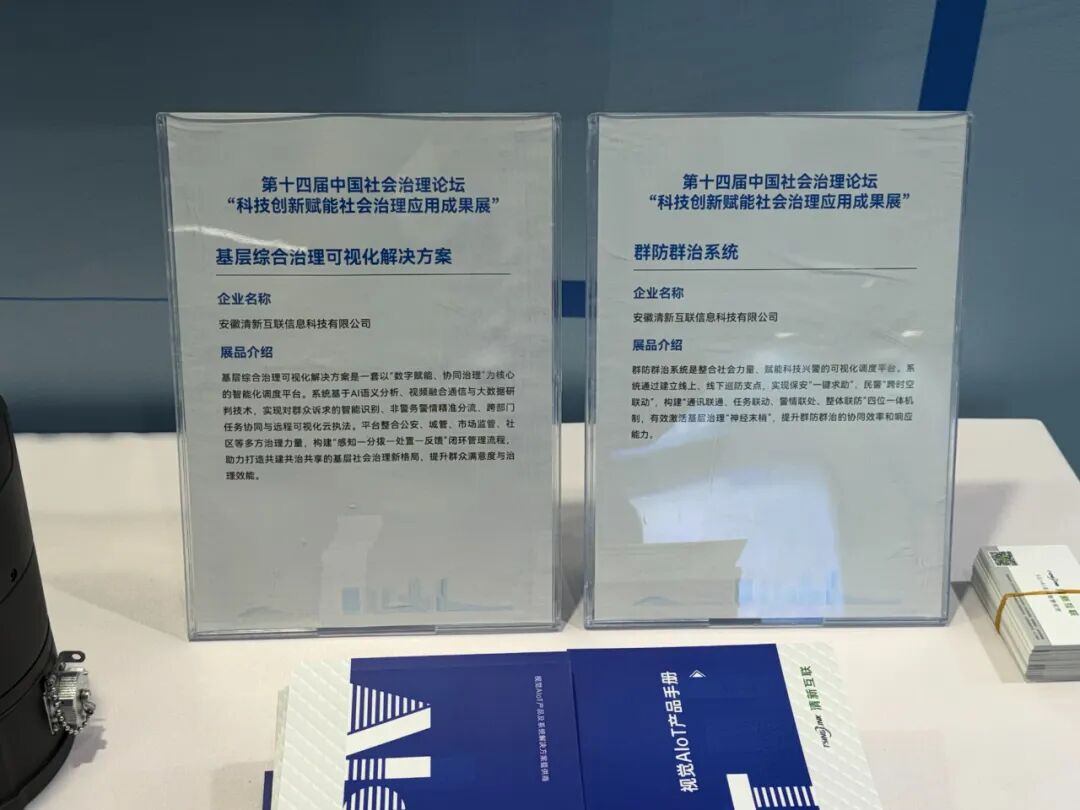 第十四届中国社会治理论坛
“科技创新赋能社会治理应用成果展”
基层综合治理可视化解决方案
企业名称
安徽清新互联信息科技有限公司
展品介绍
基层综合治理可视化解决方案是一套以“数字赋能、协同治理”为核心
的智能化调度平台。系统基于AI语义分析、视频融合通信与大数据研
判技术，实现对群众诉求的智能识别、非警务警情精准分流、跨部门
任务协同与远程可视化云执法。平台整合公安、城管、市场监管、社
区等多方治理力量，构建“感知—分拨—处置—反馈”闭环管理流程，
助力打造共建共治共享的基层社会治理新格局，提升群众满意度与治
理效能。
第十四届中国社会治理论坛
“科技创新赋能社会治理应用成果展”
群防群治系统
企业名称
安徽清新互联信息科技有限公司
展品介绍
群防群治系统是整合社会力量、赋能科技兴警的可视化调度平台。系
统通过建立线上、线下巡防支点，实现保安“一键求助”，民警“跨时空
联动”，构建“通讯联通、任务联动、警情联处、整体联防”四位一体机
制，有效激活基层治理“神经末梢”，提升群防群治的协同效率和响应
能力。
视觉AIoT产品及系统解决方案提供商
视觉AIoT产品手册
清新互联